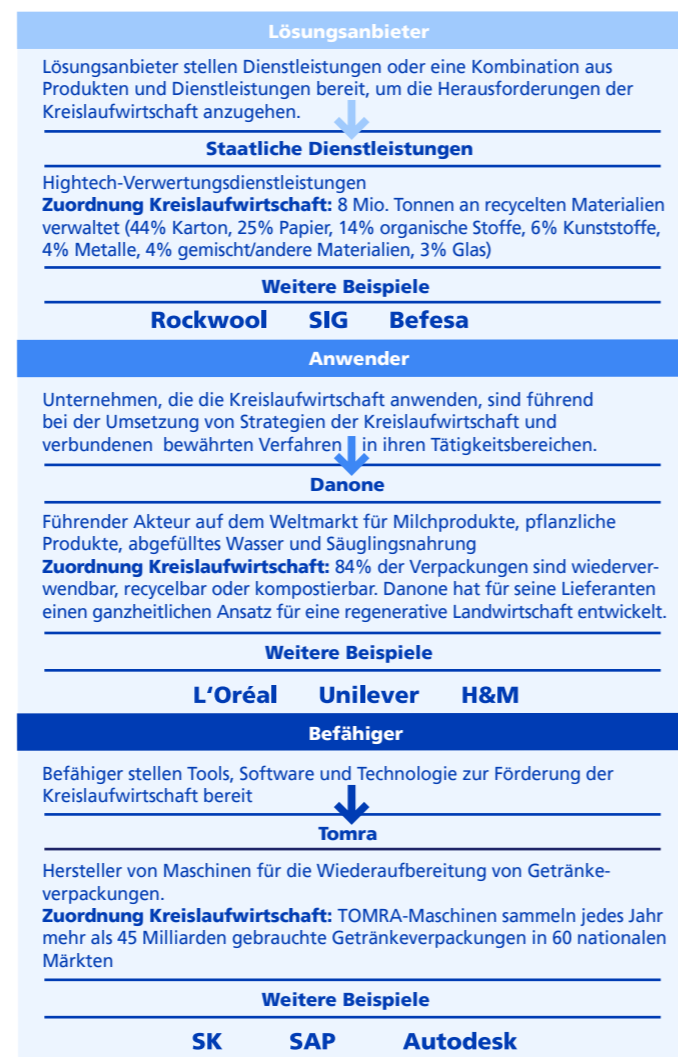 Lösungsanbieter
Lösungsanbieter stellen Dienstleistungen oder eine Kombination aus
Produkten und Dienstleistungen bereit, um die Herausforderungen der
Kreislaufwirtschaft anzugehen.
Staatliche Dienstleistungen
Hightech-Verwertungsdienstleistungen
Zuordnung Kreislaufwirtschaft: 8 Mio. Tonnen an recycelten Materialien
verwaltet (44% Karton, 25% Papier, 14% organische Stoffe, 6% Kunststoffe,
4% Metalle, 4% gemischt/andere Materialien, 3% Glas)
Weitere Beispiele
Rockwool SIG Befesa
Anwender
Unternehmen, die die Kreislaufwirtschaft anwenden, sind führend
bei der Umsetzung von Strategien der Kreislaufwirtschaft und
verbundenen bewährten Verfahren in ihren Tätigkeitsbereichen.
Danone
Führender Akteur auf dem Weltmarkt für Milchprodukte, pflanzliche
Produkte, abgefülltes Wasser und Säuglingsnahrung
Zuordnung Kreislaufwirtschaft: 84% der Verpackungen sind wiederver-
wendbar, recycelbar oder kompostierbar. Danone hat für seine Lieferanten
einen ganzheitlichen Ansatz für eine regenerative Landwirtschaft entwickelt.
Weitere Beispiele
L‘Oréal Unilever H&M
Befähiger
Befähiger stellen Tools, Software und Technologie zur Förderung der
Kreislaufwirtschaft bereit
Tomra
Hersteller von Maschinen für die Wiederaufbereitung von Getränke-
verpackungen.
Zuordnung Kreislaufwirtschaft: TOMRA-Maschinen sammeln jedes Jahr
mehr als 45 Milliarden gebrauchte Getränkeverpackungen in 60 nationalen
Märkten
Weitere Beispiele
SK SAP Autodesk